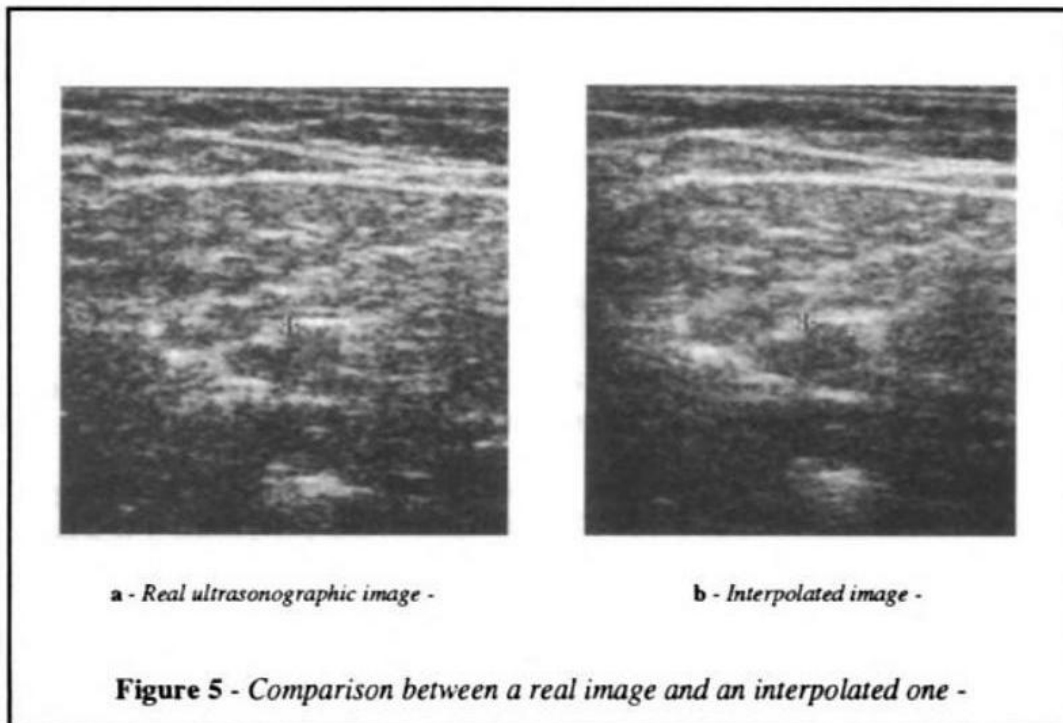 a - Real ultrasonographic image -
b - Interpolated image -
Figure 5 - Comparison between a real image and an interpolated one -